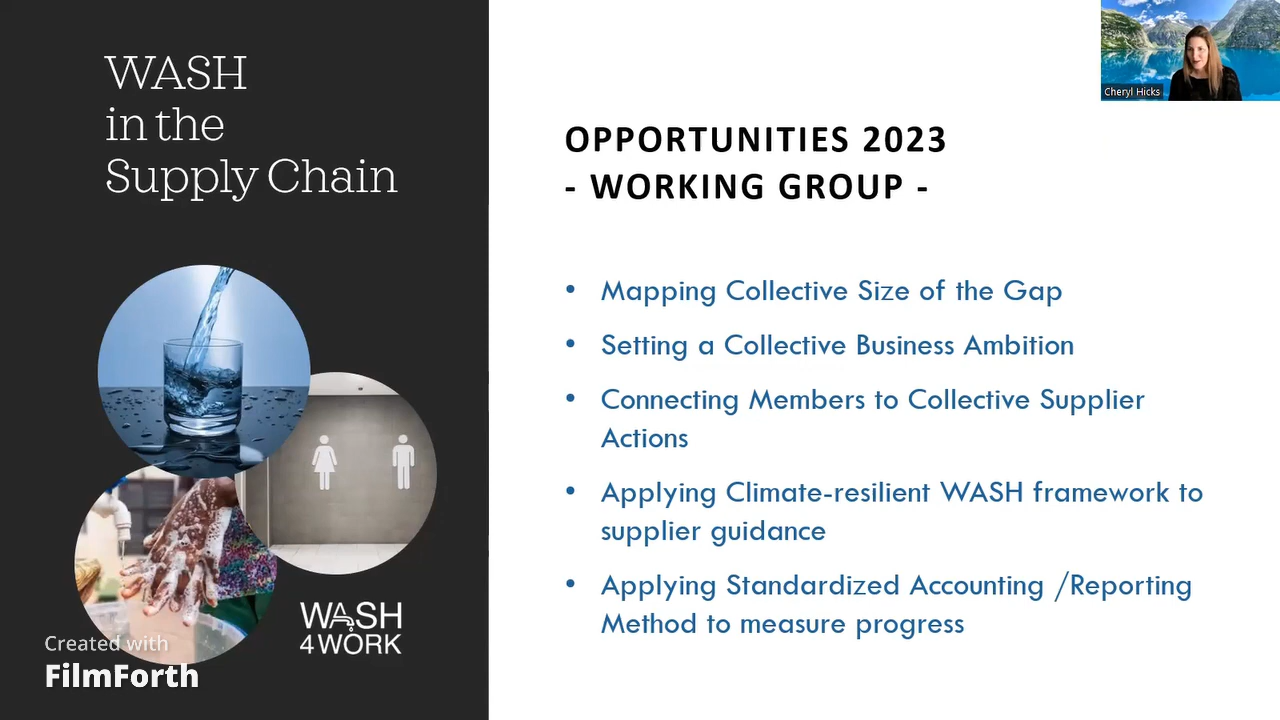 WASH
in the
Supply Chain
OPPORTUNITIES 2023
- WORKING GROUP -
• Mapping Collective Size of the Gap
• Setting a Collective Business Ambition
• Connecting Members to Collective Supplier
Actions
• Applying Climate-resilient WASH framework to
supplier guidance
• Applying Standardized Accounting /Reporting
Method to measure progress
WASH
4WORK
Created with
FilmForth
Cheryl Hicks